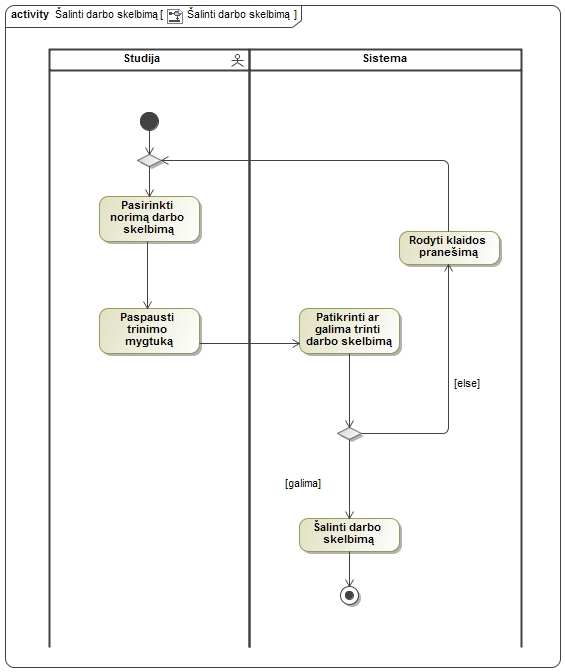 activity Šalinti darbo skelbimą [ Šalinti darbo skelbimą ]
Studija
Sistema
Pasirinkti
norimą darbo
skelbimą
Rodyti klaidos
pranešimą
Paspausti
trinimo
mygtuką
Patikrinti ar
galima trinti
darbo skelbimą
[else]
[galima]
Šalinti darbo
skelbimą